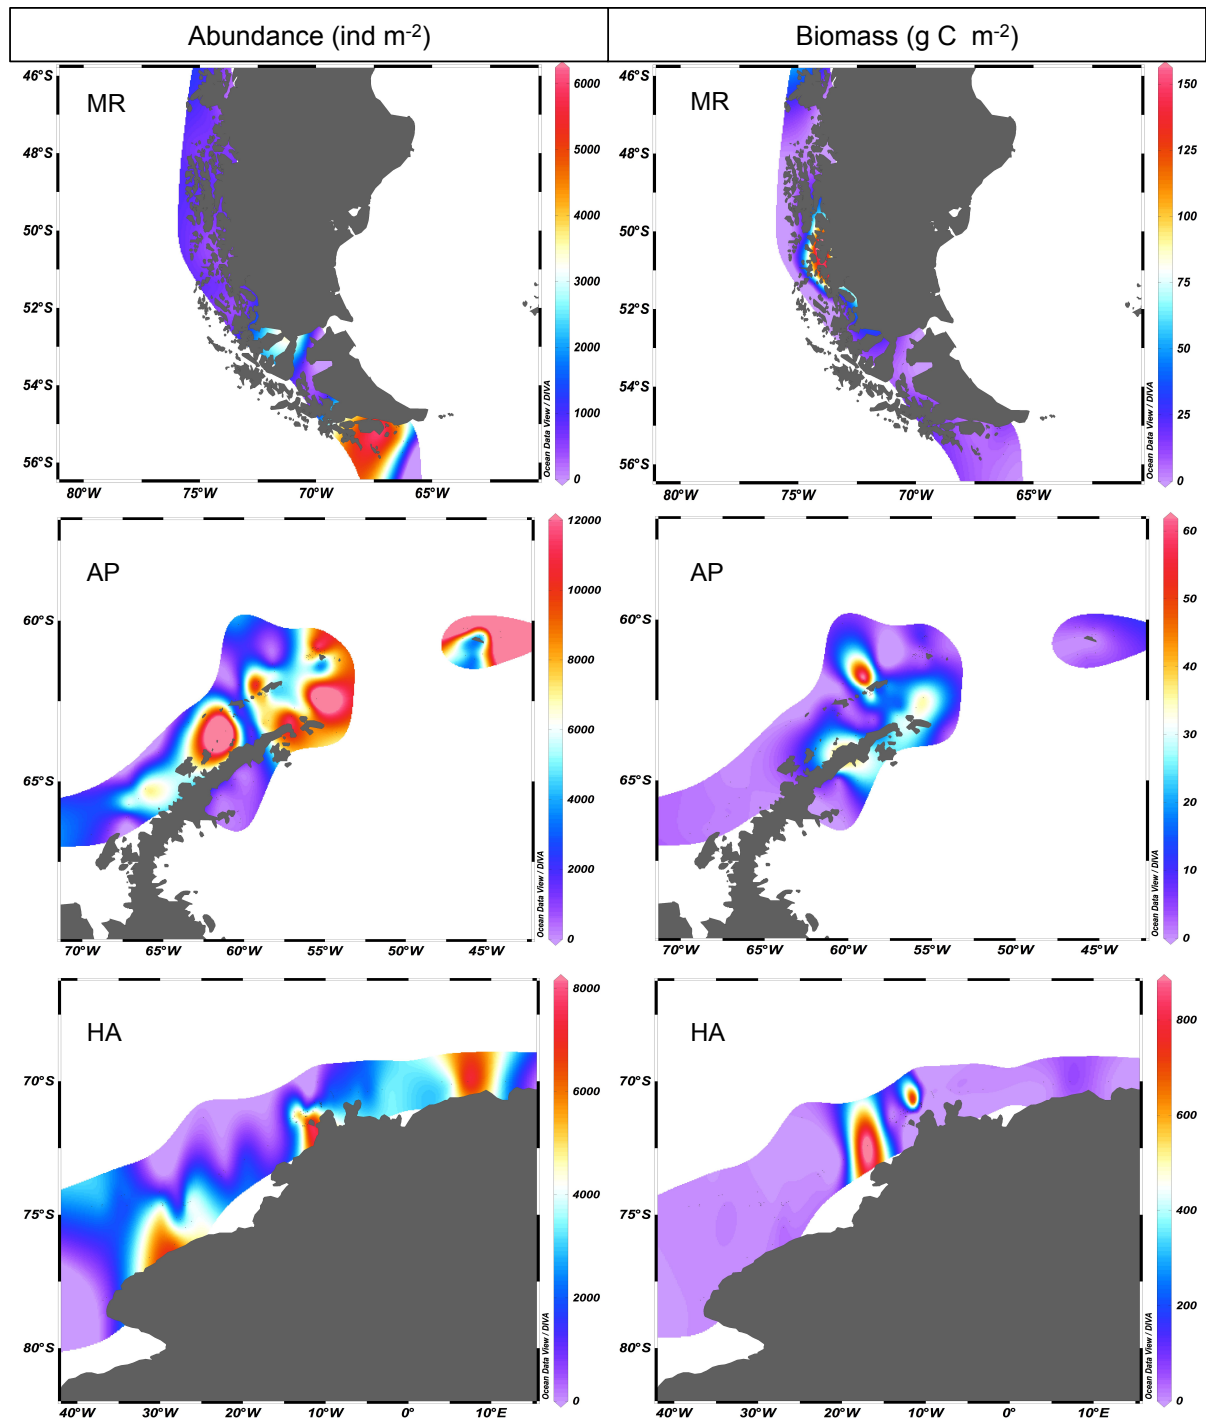 Abundance (ind m-2)
Biomass (g C m-2)
MR
46°S
48°S
50°S
52°S
54°S
56°S
80°W
75°W
70°W
65°W
6000
5000
4000
3000
2000
1000
0
Ocean Data View / DIVA
MR
46°S
48°S
50°S
52°S
54°S
56°S
80°W
75°W
70°W
65°W
150
125
100
75
50
25
0
Ocean Data View / DIVA
AP
60°S
65°S
70°W
65°W
60°W
55°W
50°W
45°W
12000
10000
8000
6000
4000
2000
0
Ocean Data View / DIVA
AP
60°S
65°S
70°W
65°W
60°W
55°W
50°W
45°W
60
50
40
30
20
10
0
Ocean Data View / DIVA
HA
70°S
75°S
80°S
40°W
30°W
20°W
10°W
0°
10°E
8000
6000
4000
2000
0
Ocean Data View / DIVA
HA
70°S
75°S
80°S
40°W
30°W
20°W
10°W
0°
10°E
800
600
400
200
0
Ocean Data View / DIVA